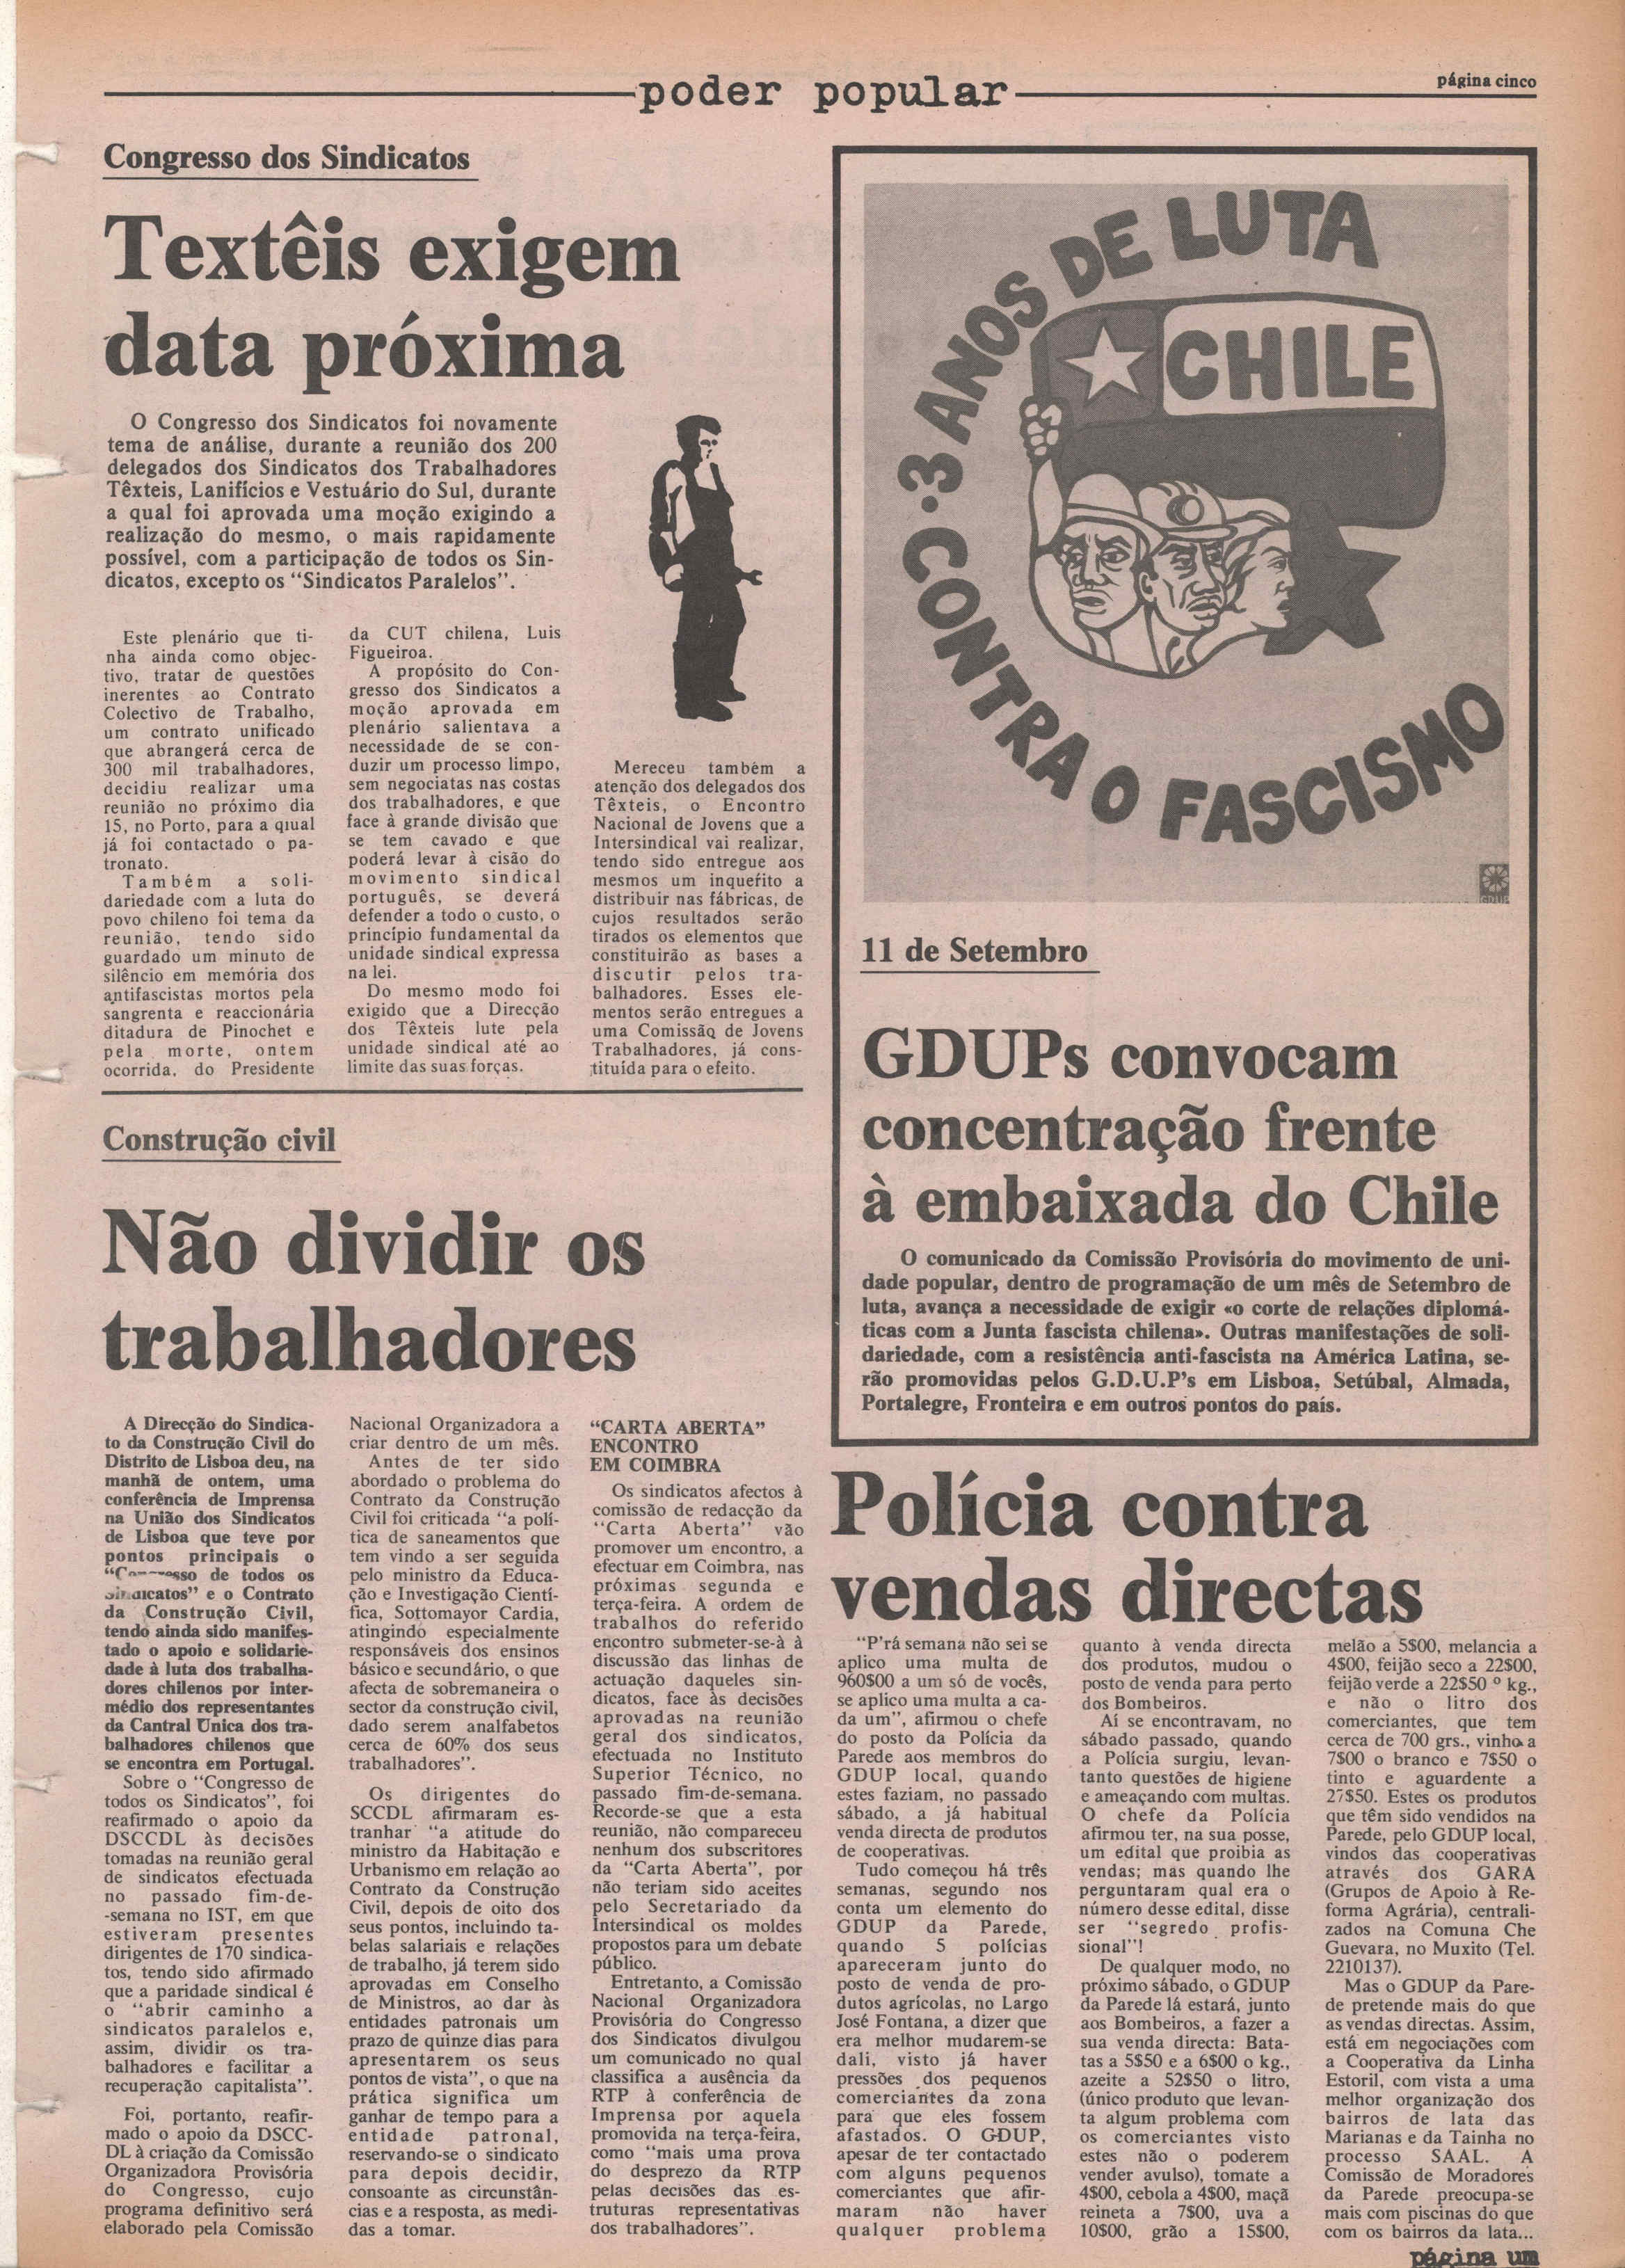 poder popular
página cinco
Congresso dos Sindicatos
Textêis exigem
data próxima
O Congresso dos Sindicatos foi novamente
tema de análise, durante a reunião dos 200
delegados dos Sindicatos dos Trabalhadores
Têxteis, Lanifícios e Vestuário do Sul, durante
a qual foi aprovada uma moção exigindo a
realização do mesmo, o mais rapidamente
possível, com a participação de todos os Sin-
dicatos, excepto os "Sindicatos Paralelos".
Este plenário que ti-
nha ainda como objec-
tivo, tratar de questões
inerentes ao Contrato
Colectivo de Trabalho,
um contrato unificado
que abrangerá cerca de
300 mil trabalhadores,
decidiu realizar uma
reunião no próximo dia
15, no Porto, para a qiual
já foi contactado o pa-
tronato.
Também a soli-
dariedade com a luta do
povo chileno foi tema da
reunião, tendo sido
guardado um minuto de
silêncio em memória dos
antifascistas mortos pela
sangrenta e reaccionária
ditadura de Pinochet e
pela morte, ontem
ocorrida, do Presidente
da CUT chilena, Luis
Figueiroa.
A propósito do Con-
gresso dos Sindicatos a
moção aprovada em
plenário salientava a
necessidade de se con-
duzir um processo limpo,
sem negociatas nas costas
dos trabalhadores, e que
face à grande divisão que
se tem cavado e que
poderá levar à cisão do
movimento sindical
português, se deverá
defender a todo o custo, o
princípio fundamental da
unidade sindical expressa
na lei.
Do mesmo modo foi
exigido que a Direcção
dos Têxteis lute pela
unidade sindical até ao
limite das suas forças.
Mereceu também a
atenção dos delegados dos
Têxteis, o Encontro
Nacional de Jovens que a
Intersindical vai realizar,
tendo sido entregue aos
mesmos um inquérito a
distribuir nas fábricas, de
cujos resultados serão
tirados os elementos que
constituirão as bases a
discutir pelos tra-
balhadores. Esses ele-
mentos serão entregues a
uma Comissão de Jovens
Trabalhadores, já cons-
tituída para o efeito.
Construção civil
Não dividir os
trabalhadores
A Direcção do Sindica-
to da Construção Civil do
Distrito de Lisboa deu, na
manhã de ontem, uma
conferência de Imprensa
na União dos Sindicatos
de Lisboa que teve por
pontos principais o
"Congresso de todos os
Sindicatos" e o Contrato
da Construção Civil,
tendo ainda sido manifes-
tado o apoio e solidarie-
dade à luta dos trabalha-
dores chilenos por inter-
médio dos representantes
da Cantral Unica dos tra-
balhadores chilenos que
se encontra em Portugal.
Sobre o "Congresso de
todos os Sindicatos", foi
reafirmado o apoio da
DSCCDL às decisões
tomadas na reunião geral
de sindicatos efectuada
no passado fim-de-
-semana no IST, em que
estiveram presentes
dirigentes de 170 sindica-
tos, tendo sido afirmado
que a paridade sindical é
o "abrir caminho a
sindicatos paralelos e,
assim, dividir os tra-
balhadores e facilitar a
recuperação capitalista".
Foi, portanto, reafir-
mado o apoio da DSCC-
DL à criação da Comissão
Organizadora Provisória
do Congresso, cujo
programa definitivo será
elaborado pela Comissão
Nacional Organizadora a
criar dentro de um mês.
Antes de ter sido
abordado o problema do
Contrato da Construção
Civil foi criticada "a polí-
tica de saneamentos que
tem vindo a ser seguida
pelo ministro da Educa-
ção e Investigação Cientí-
fica, Sottomayor Cardia,
atingindo especialmente
responsáveis dos ensinos
básico e secundário, o que
afecta de sobremaneira o
sector da construção civil,
dado serem analfabetos
cerca de 60% dos seus
trabalhadores".
Os dirigentes do
SCCDL afirmaram es-
tranhar "a atitude do
ministro da Habitação e
Urbanismo em relação ao
Contrato da Construção
Civil, depois de oito dos
seus pontos, incluindo ta-
belas salariais e relações
de trabalho, já terem sido
aprovadas em Conselho
de Ministros, ao dar às
entidades patronais um
prazo de quinze dias para
apresentarem os seus
pontos de vista", o que na
prática significa um
ganhar de tempo para a
entidade patronal,
reservando-se o sindicato
para depois decidir,
consoante as circunstân-
cias e a resposta, as medi-
das a tomar.
"CARTA ABERTA"
ENCONTRO
EM COIMBRA
Os sindicatos afectos à
comissão de redacção da
"Carta Aberta" vão
promover um encontro, a
efectuar em Coimbra, nas
próximas segunda e
terça-feira. A ordem de
trabalhos do referido
encontro submeter-se-à à
discussão das linhas de
actuação daqueles sin-
dicatos, face às decisões
aprovadas na reunião
geral dos sindicatos,
efectuada no Instituto
Superior Técnico, no
passado fim-de-semana.
Recorde-se que a esta
reunião, não compareceu
nenhum dos subscritores
da "Carta Aberta", por
não teriam sido aceites
pelo Secretariado da
Intersindical os moldes
propostos para um debate
público.
Entretanto, a Comissão
Nacional Organizadora
Provisória do Congresso
dos Sindicatos divulgou
um comunicado no qual
classifica a ausência da
RTP à conferência de
Imprensa por aquela
promovida na terça-feira,
como "mais uma prova
do desprezo da RTP
pelas decisões das es-
truturas representativas
dos trabalhadores".
3 ANOS DE LUTA
CONTRA O FASCISMO
CHILE
GDUP
11 de Setembro
GDUPs convocam
concentração frente
à embaixada do Chile
O comunicado da Comissão Provisória do movimento de uni-
dade popular, dentro de programação de um mês de Setembro de
luta, avança a necessidade de exigir «o corte de relações diplomá-
ticas com a Junta fascista chilena». Outras manifestações de soli-
dariedade, com a resistência anti-fascista na América Latina, se-
rão promovidas pelos G.D.U.P's em Lisboa, Setúbal, Almada,
Portalegre, Fronteira e em outros pontos do país.
Polícia contra
vendas directas
"P'rá semana não sei se
aplico uma multa de
960$00 a um só de vocês,
se aplico uma multa a ca-
da um", afirmou o chefe
do posto da Polícia da
Parede aos membros do
GDUP local, quando
estes faziam, no passado
sábado, a já habitual
venda directa de produtos
de cooperativas.
Tudo começou há três
semanas, segundo nos
conta um elemento do
GDUP da Parede,
quando 5 polícias
apareceram junto do
posto de venda de pro-
dutos agrícolas, no Largo
José Fontana, a dizer que
era melhor mudarem-se
dali, visto já haver
pressões dos pequenos
comerciantes da zona
para que eles fossem
afastados. O GDUP,
apesar de ter contactado
com alguns pequenos
comerciantes que afir-
maram não haver
qualquer problema
quanto à venda directa
dos produtos, mudou o
posto de venda para perto
dos Bombeiros.
Aí se encontravam, no
sábado passado, quando
a Polícia surgiu, levan-
tanto questões de higiene
e ameaçando com multas.
O chefe da Polícia
afirmou ter, na sua posse,
um edital que proibia as
vendas; mas quando lhe
perguntaram qual era o
número desse edital, disse
ser "segredo profis-
sional"!
De qualquer modo, no
próximo sábado, o GDUP
da Parede lá estará, junto
aos Bombeiros, a fazer a
sua venda directa: Bata-
tas a 5$50 e a 6$00 o kg.,
azeite a 52$50 o litro,
(único produto que levan-
ta algum problema com
os comerciantes visto
estes não o poderem
vender avulso), tomate a
4$00, cebola a 4$00, maçã
reineta a 7$00, uva a
10$00, grão a 15$00,
melão a 5$00, melancia a
4$00, feijão seco a 22$00,
feijão verde a 22$50 º kg.,
e não o litro dos
comerciantes, que tem
cerca de 700 grs., vinho a
7$00 o branco e 7$50 o
tinto e aguardente a
27$50. Estes os produtos
que têm sido vendidos na
Parede, pelo GDUP local,
vindos das cooperativas
através dos GARA
(Grupos de Apoio à Re-
forma Agrária), centrali-
zados na Comuna Che
Guevara, no Muxito (Tel.
2210137).
Mas o GDUP da Pare-
de pretende mais do que
as vendas directas. Assim,
está em negociações com
a Cooperativa da Linha
Estoril, com vista a uma
melhor organização dos
bairros de lata das
Marianas e da Tainha no
processo SAAL. A
Comissão de Moradores
da Parede preocupa-se
mais com piscinas do que
com os bairros da lata...
página um